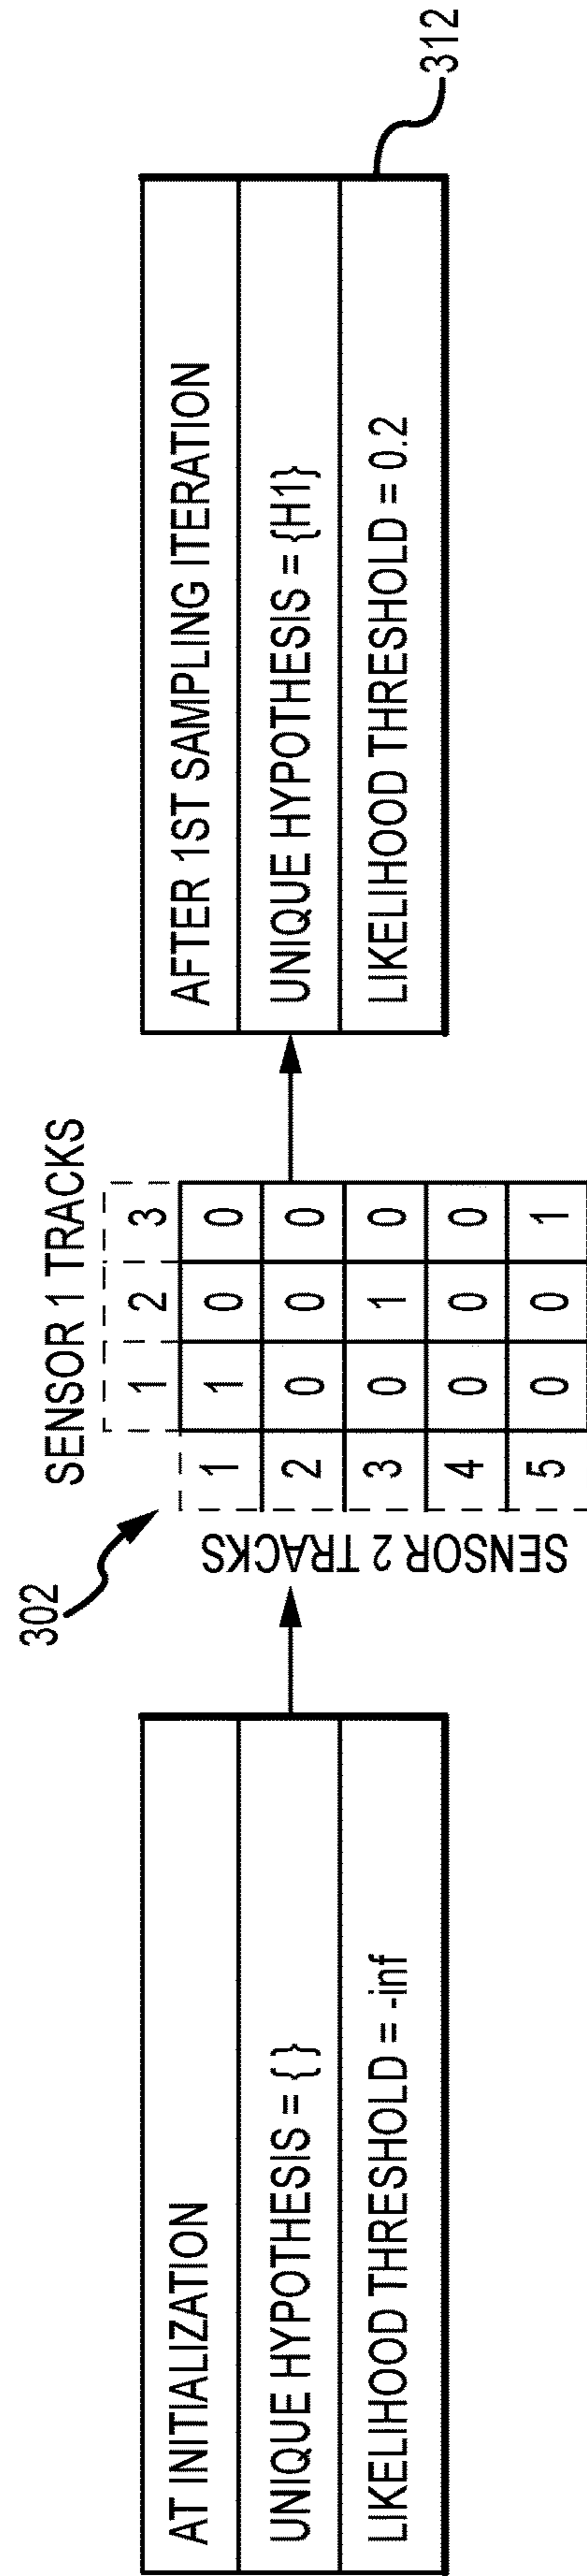 AT INITIALIZATION
UNIQUE HYPOTHESIS = { }
LIKELIHOOD THRESHOLD = -inf
302
SENSOR 1 TRACKS
SENSOR 2 TRACKS
1 2 3
1 1 0 0
2 0 0 0
3 0 1 0
4 0 0 0
5 0 0 1
AFTER 1ST SAMPLING ITERATION
UNIQUE HYPOTHESIS = {H1}
LIKELIHOOD THRESHOLD = 0.2
312